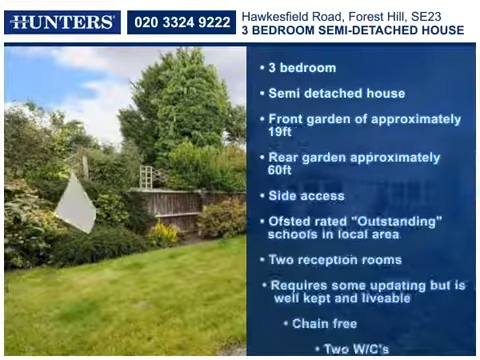 HUNTERS
020 3324 9222
Hawkesfield Road, Forest Hill, SE23
3 BEDROOM SEMI-DETACHED HOUSE
• 3 bedroom
• Semi detached house
• Front garden of approximately
19ft
• Rear garden approximately
60ft
• Side access
• Ofsted rated "Outstanding"
schools in local area
• Two reception rooms
• Requires some updating but is
well kept and liveable
• Chain free
• Two W/C's